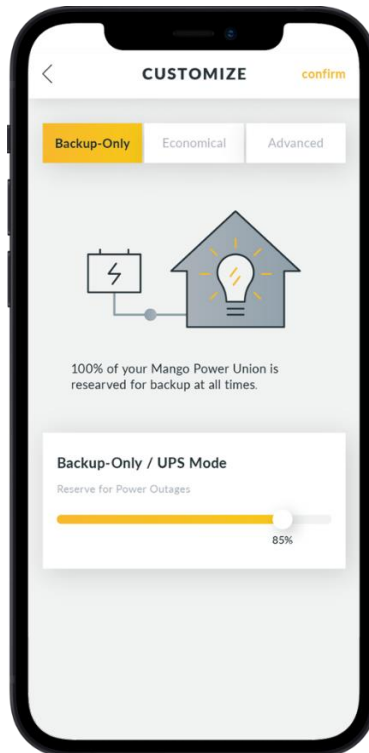 CUSTOMIZE
confirm
Backup-Only
Economical
Advanced
100% of your Mango Power Union is
researved for backup at all times.
Backup-Only / UPS Mode
Reserve for Power Outages
85%